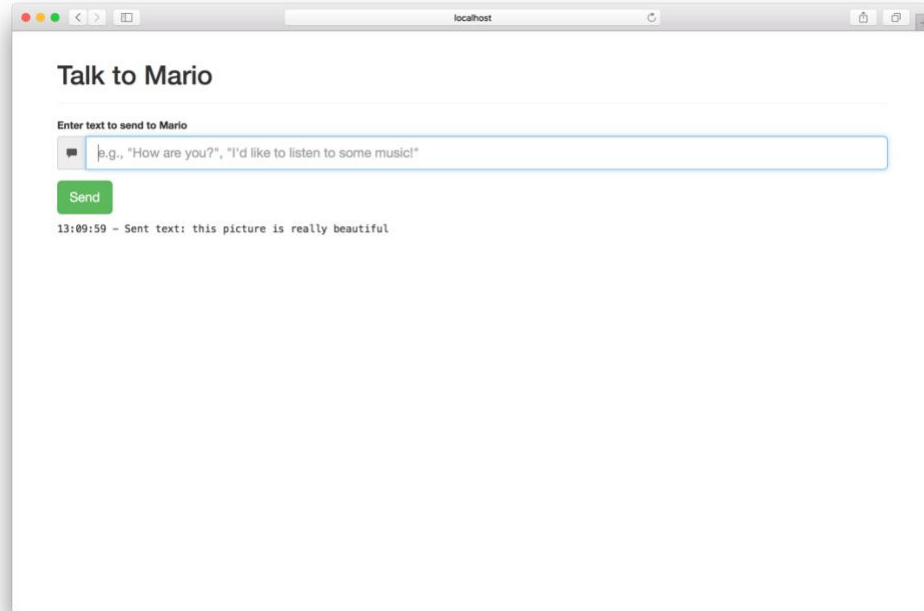 localhost
Talk to Mario
Enter text to send to Mario
e.g., "How are you?", "I'd like to listen to some music!"
Send
13:09:59 – Sent text: this picture is really beautiful